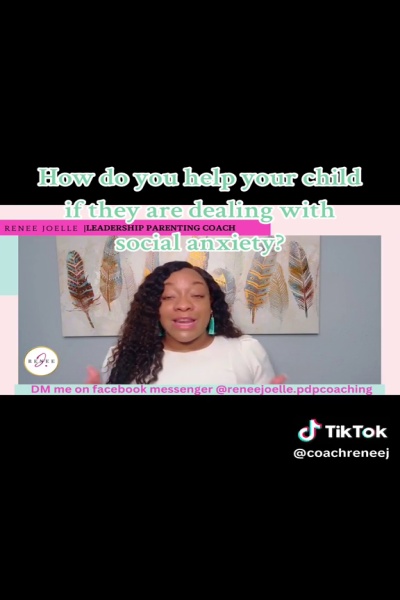 How do you help your child
if they are dealing with
RENEE JOELLE |LEADERSHIP PARENTING COACH
social anxiety?
RENEE
DM me on facebook messenger @reneejoelle.pdpcoaching
TikTok
@coachreneej